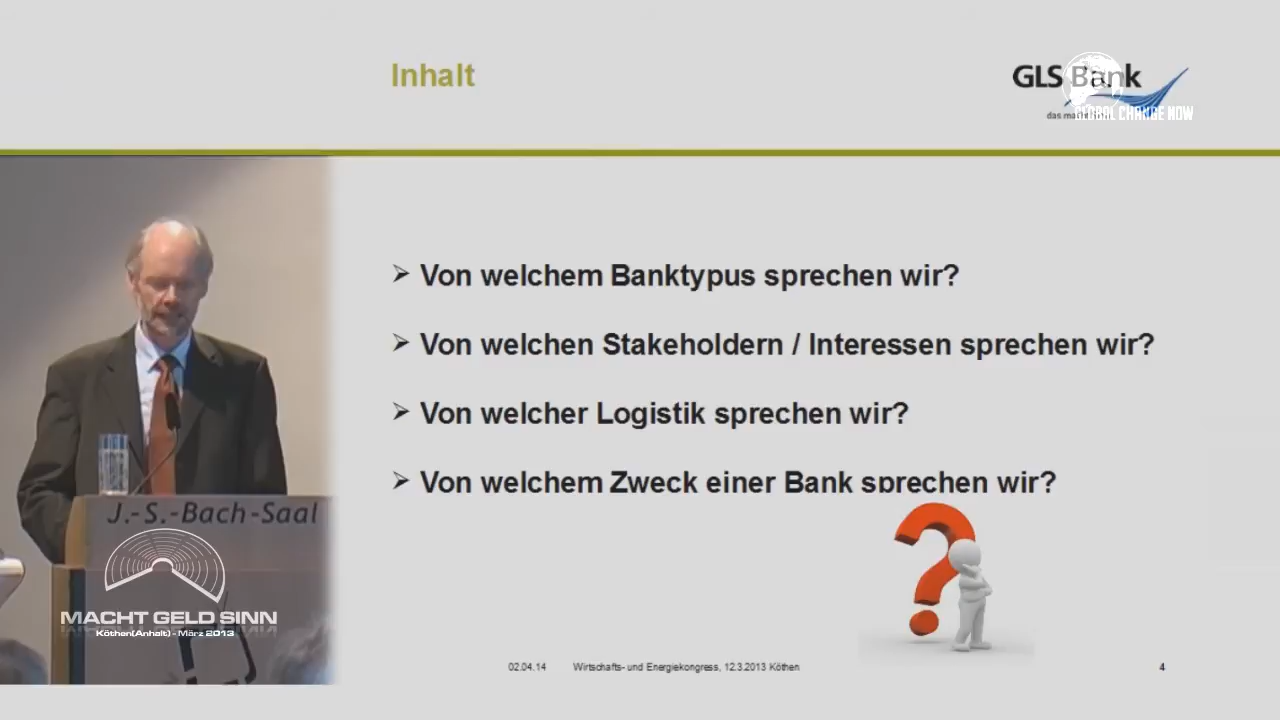 Inhalt
GLS Bank
GLOBAL CHANGE NOW
Von welchem Banktypus sprechen wir?
Von welchen Stakeholdern / Interessen sprechen wir?
Von welcher Logistik sprechen wir?
Von welchem Zweck einer Bank sprechen wir?
J.-S.-Bach-Saal
MACHT GELD SINN
Köthen(Anhalt) - März 2013
02.04.14 Wirtschafts- und Energiekongress, 12.3.2013 Köthen 4